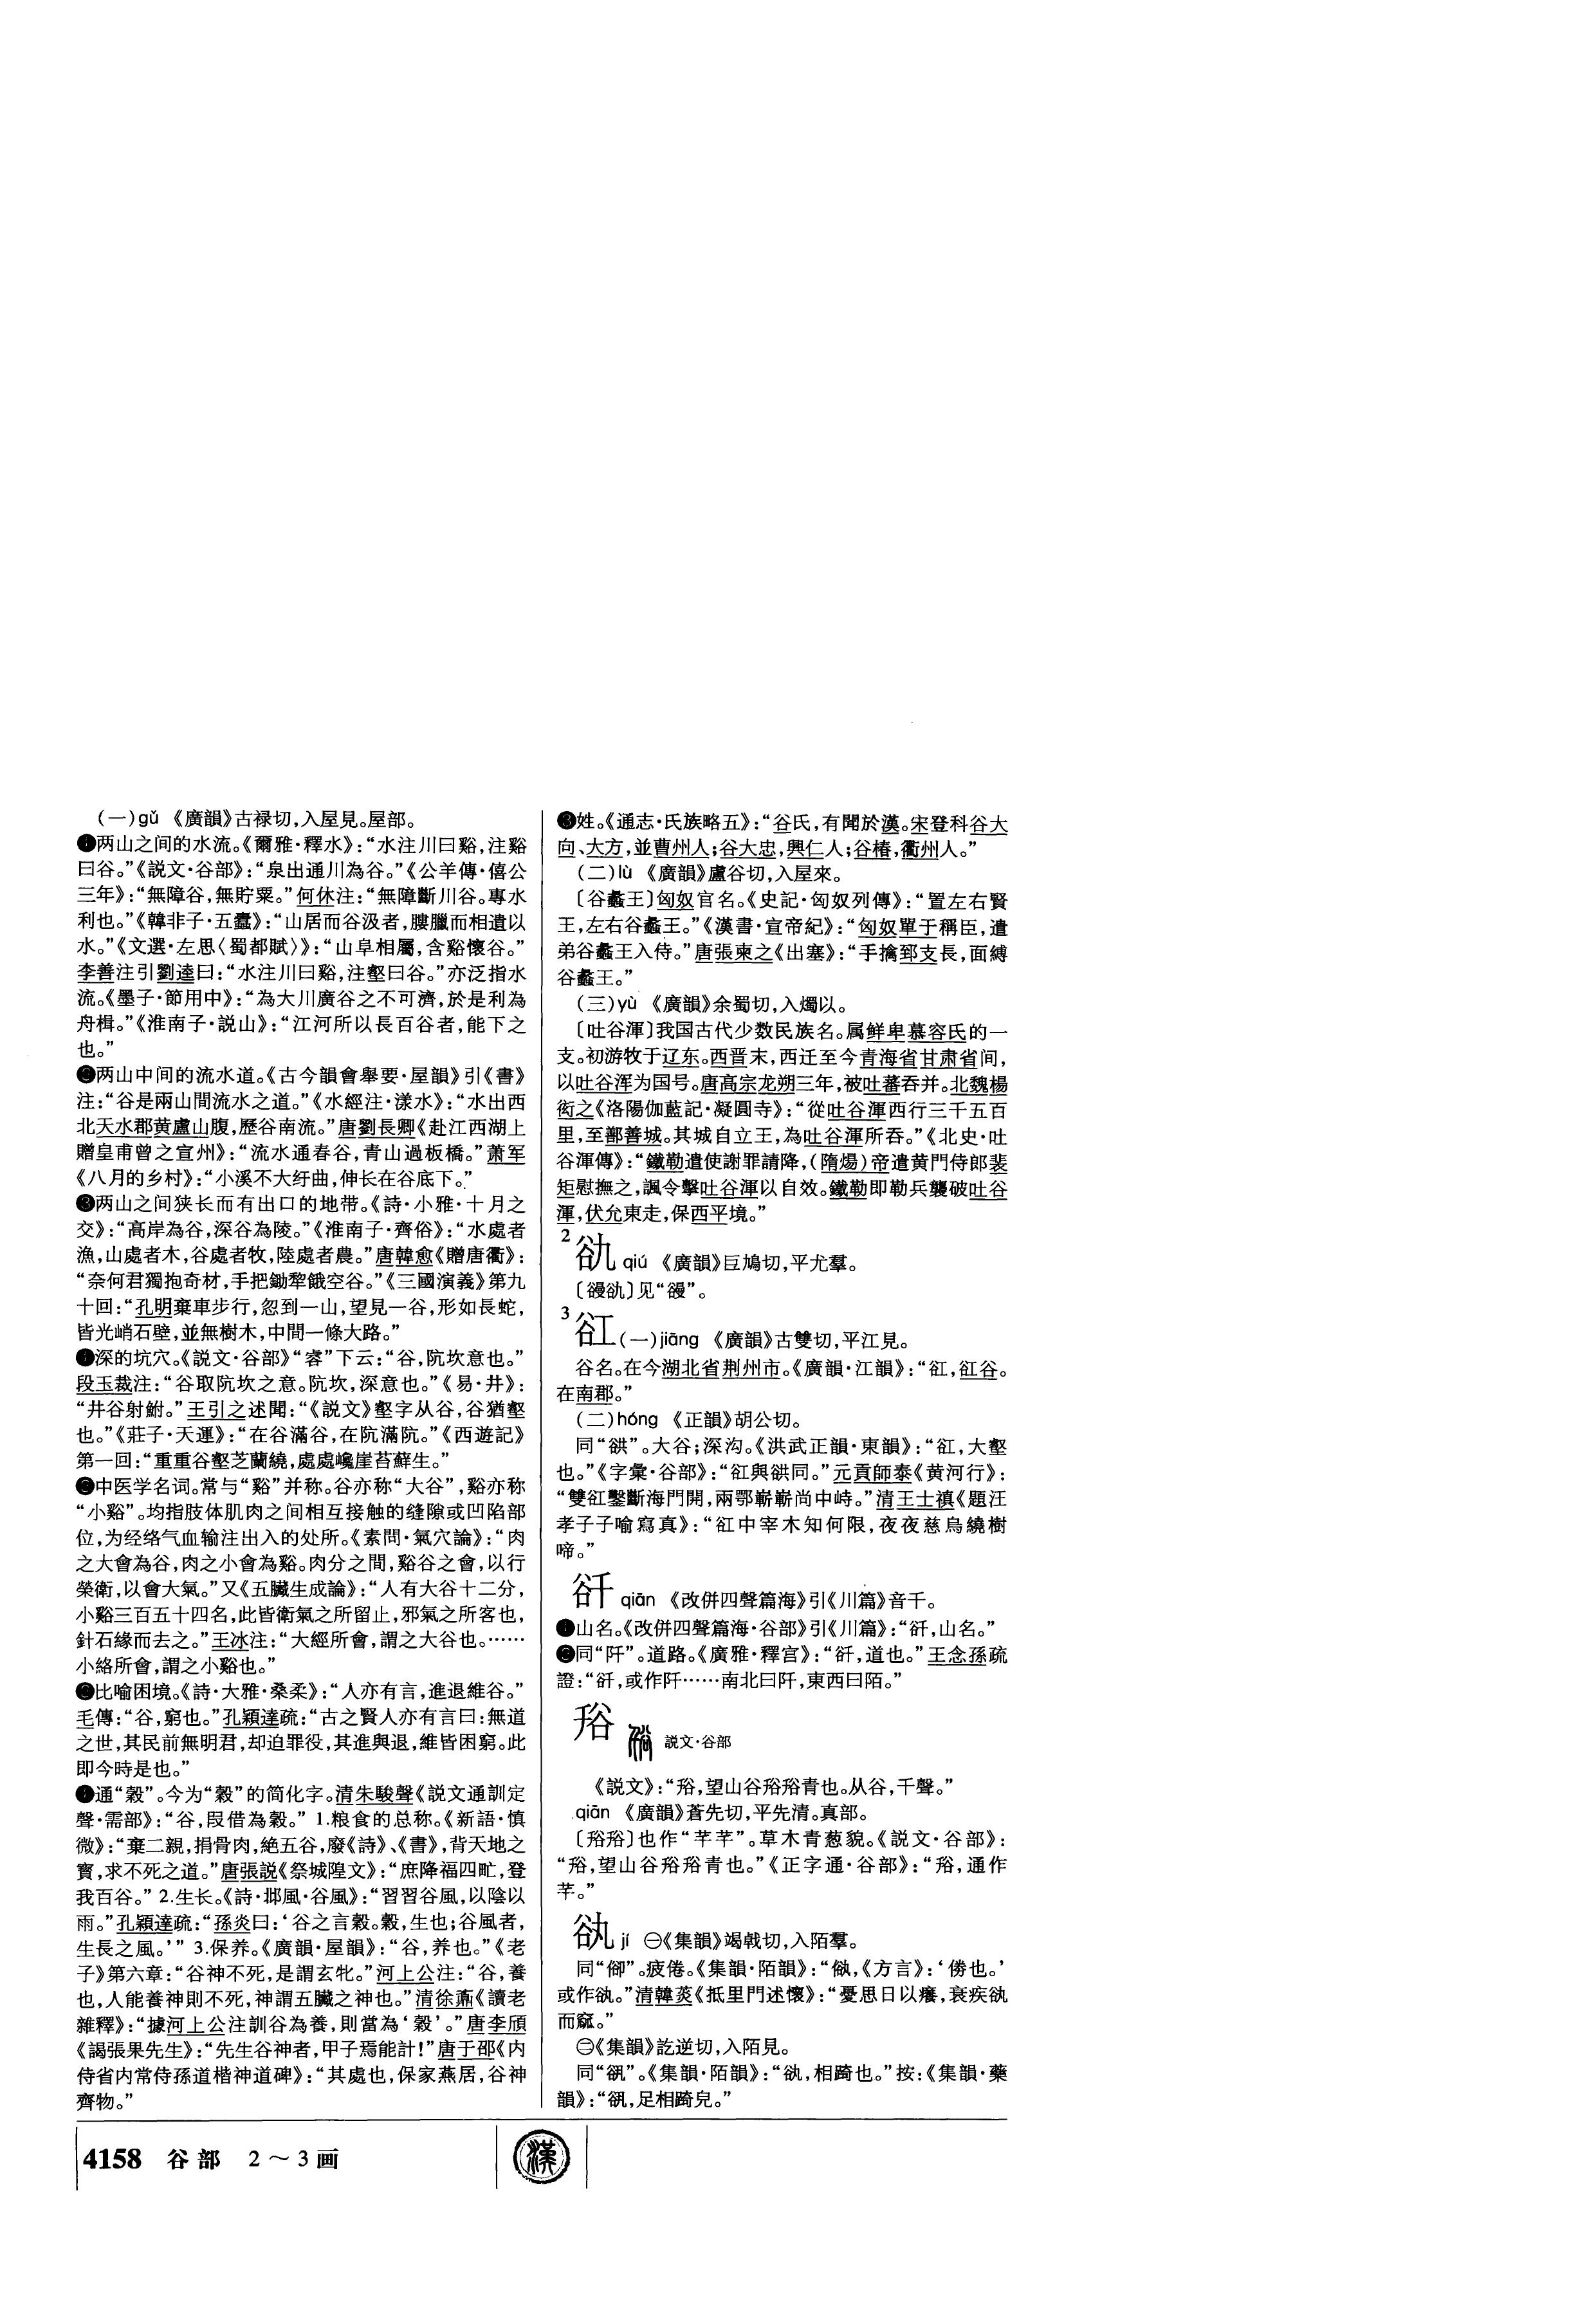 (一)gǔ 《廣韻》古禄切,入屋見。屋部。
❶两山之间的水流。《爾雅·釋水》:“水注川曰谿,注谿
曰谷。”《説文·谷部》:“泉出通川為谷。”《公羊傳·僖公
三年》:“無障谷,無貯粟。”何休注:“無障斷川谷。專水
利也。”《韓非子·五蠹》:“山居而谷汲者,膢臘而相遺以
水。”《文選·左思〈蜀都賦〉》:“山阜相屬,含谿懷谷。”
李善注引劉逵曰:“水注川曰谿,注壑曰谷。”亦泛指水
流。《墨子·節用中》:“為大川廣谷之不可濟,於是利為
舟楫。”《淮南子·説山》:“江河所以長百谷者,能下之
也。”
❷两山中间的流水道。《古今韻會舉要·屋韻》引《書》
注:“谷是兩山間流水之道。”《水經注·漾水》:“水出西
北天水郡黄盧山腹,歷谷南流。”唐劉長卿《赴江西湖上
贈皇甫曾之宣州》:“流水通春谷,青山過板橋。”萧军
《八月的乡村》:“小溪不大纡曲,伸长在谷底下。”
❸两山之间狭长而有出口的地带。《詩·小雅·十月之
交》:“高岸為谷,深谷為陵。”《淮南子·齊俗》:“水處者
漁,山處者木,谷處者牧,陸處者農。”唐韓愈《贈唐衢》:
“奈何君獨抱奇材,手把鋤犂餓空谷。”《三國演義》第九
十回:“孔明棄車步行,忽到一山,望見一谷,形如長蛇,
皆光峭石壁,並無樹木,中間一條大路。”
❹深的坑穴。《説文·谷部》“㕡”下云:“谷,阬坎意也。”
段玉裁注:“谷取阬坎之意。阬坎,深意也。”《易·井》:
“井谷射鮒。”王引之述聞:“《説文》壑字从谷,谷猶壑
也。”《莊子·天運》:“在谷滿谷,在阬滿阬。”《西遊記》
第一回:“重重谷壑芝蘭繞,處處巉崖苔蘚生。”
❺中医学名词。常与“谿”并称。谷亦称“大谷”,谿亦称
“小谿”。均指肢体肌肉之间相互接触的缝隙或凹陷部
位,为经络气血输注出入的处所。《素問·氣穴論》:“肉
之大會為谷,肉之小會為谿。肉分之間,谿谷之會,以行
榮衛,以會大氣。”又《五臟生成論》:“人有大谷十二分,
小谿三百五十四名,此皆衛氣之所留止,邪氣之所客也,
針石緣而去之。”王冰注:“大經所會,謂之大谷也。……
小絡所會,謂之小谿也。”
❻比喻困境。《詩·大雅·桑柔》:“人亦有言,進退維谷。”
毛傳:“谷,窮也。”孔穎達疏:“古之賢人亦有言曰:無道
之世,其民前無明君,却迫罪役,其進與退,維皆困窮。此
即今時是也。”
❼通“穀”。今为“穀”的简化字。清朱駿聲《説文通訓定
聲·需部》:“谷,叚借為穀。” 1.粮食的总称。《新語·慎
微》:“棄二親,捐骨肉,絶五谷,廢《詩》、《書》,背天地之
寳,求不死之道。”唐張説《祭城隍文》:“庶降福四甿,登
我百谷。” 2.生长。《詩·邶風·谷風》:“習習谷風,以陰以
雨。”孔穎達疏:“孫炎曰:‘谷之言穀。穀,生也;谷風者,
生長之風。’” 3.保养。《廣韻·屋韻》:“谷,养也。”《老
子》第六章:“谷神不死,是謂玄牝。”河上公注:“谷,養
也,人能養神則不死,神謂五臟之神也。”清徐鼒《讀老
雜釋》:“據河上公注訓谷為養,則當為‘穀’。”唐李頎
《謁張果先生》:“先生谷神者,甲子焉能計!”唐于邵《内
侍省内常侍孫道楷神道碑》:“其處也,保家燕居,谷神
齊物。”
❽姓。《通志·氏族略五》:“谷氏,有聞於漢。宋登科谷大
向、大方,並曹州人;谷大忠,興仁人;谷椿,衢州人。”
(二)lù 《廣韻》盧谷切,入屋來。
〔谷蠡王〕匈奴官名。《史記·匈奴列傳》:“置左右賢
王,左右谷蠡王。”《漢書·宣帝紀》:“匈奴單于稱臣,遣
弟谷蠡王入侍。”唐張柬之《出塞》:“手擒郅支長,面縛
谷蠡王。”
(三)yù 《廣韻》余蜀切,入燭以。
〔吐谷渾〕我国古代少数民族名。属鲜卑慕容氏的一
支。初游牧于辽东。西晋末,西迁至今青海省甘肃省间,
以吐谷浑为国号。唐高宗龙朔三年,被吐蕃吞并。北魏楊
衒之《洛陽伽藍記·凝圓寺》:“從吐谷渾西行三千五百
里,至鄯善城。其城自立王,為吐谷渾所吞。”《北史·吐
谷渾傳》:“鐵勒遣使謝罪請降,(隋煬)帝遣黄門侍郎裴
矩慰撫之,諷令擊吐谷渾以自效。鐵勒即勒兵襲破吐谷
渾,伏允東走,保西平境。”
2 㕤 qiú 《廣韻》巨鳩切,平尤羣。
〔谩㕤〕见“谩”。
3 谾(一)jiāng 《廣韻》古雙切,平江見。
谷名。在今湖北省荆州市。《廣韻·江韻》:“𧮬,𧮬谷。
在南郡。”
(二)hóng 《正韻》胡公切。
同“谼”。大谷;深沟。《洪武正韻·東韻》:“𧮬,大壑
也。”《字彙·谷部》:“𧮬與谼同。”元貢師泰《黄河行》:
“雙𧮬鑿斷海門開,兩鄂嶄嶄尚中峙。”清王士禛《題汪
孝子子喻寫真》:“𧮬中宰木知何限,夜夜慈烏繞樹
啼。”
谸 qiān 《改併四聲篇海》引《川篇》音千。
❶山名。《改併四聲篇海·谷部》引《川篇》:“谸,山名。”
❷同“阡”。道路。《廣雅·釋宫》:“谸,道也。”王念孫疏
證:“谸,或作阡……南北曰阡,東西曰陌。”
説文·谷部
《説文》:“,望山谷青也。从谷,千聲。”
qiān 《廣韻》蒼先切,平先清。真部。
〔〕也作“芊芊”。草木青葱貌。《説文·谷部》:
“,望山谷青也。”《正字通·谷部》:“,通作
芊。”
jí ㊀《集韻》竭戟切,入陌羣。
同“”。疲倦。《集韻·陌韻》:“,《方言》:‘傍也。’
或作。”清韓菼《抵里門述懷》:“憂思日以癢,衰疾
而寙。”
㊁《集韻》訖逆切,入陌見。
同“”。《集韻·陌韻》:“,相踦也。”按:《集韻·藥
韻》:“,足相踦皃。”
4158 谷部 2～3画
漢